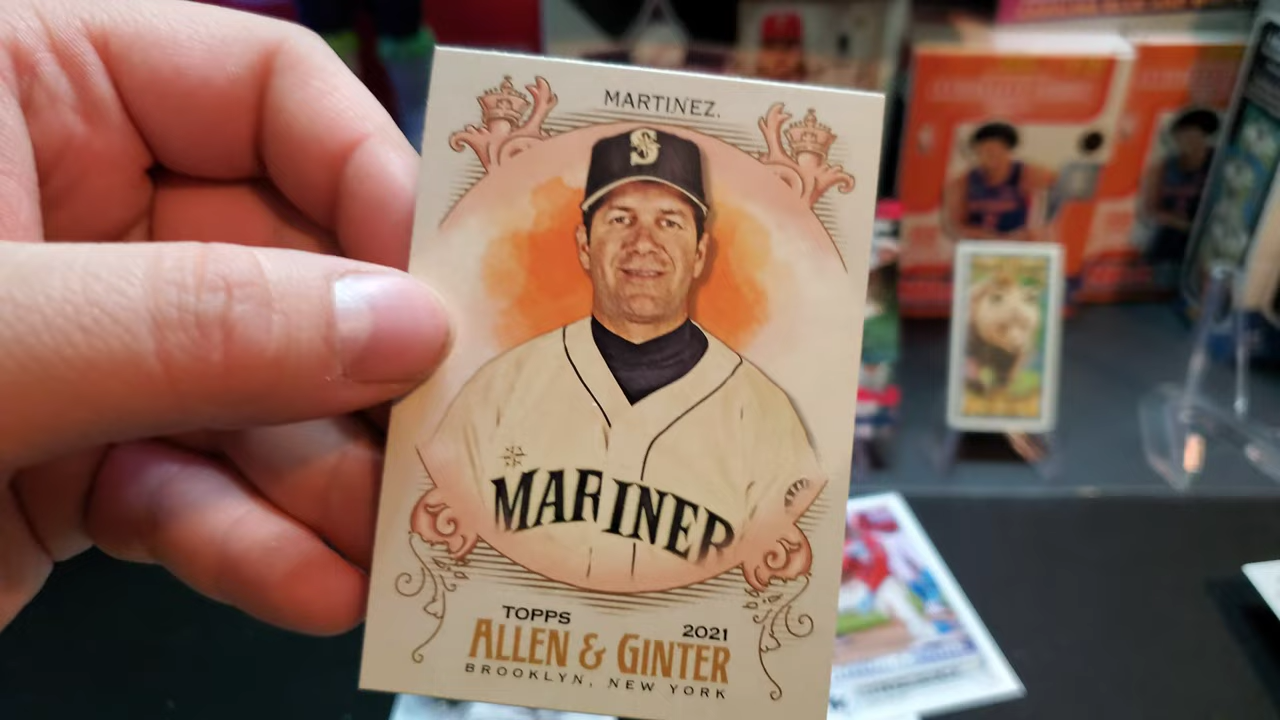 MARTINEZ.
S
MARINER
TOPPS 2021
ALLEN & GINTER
BROOKLYN, NEW YORK